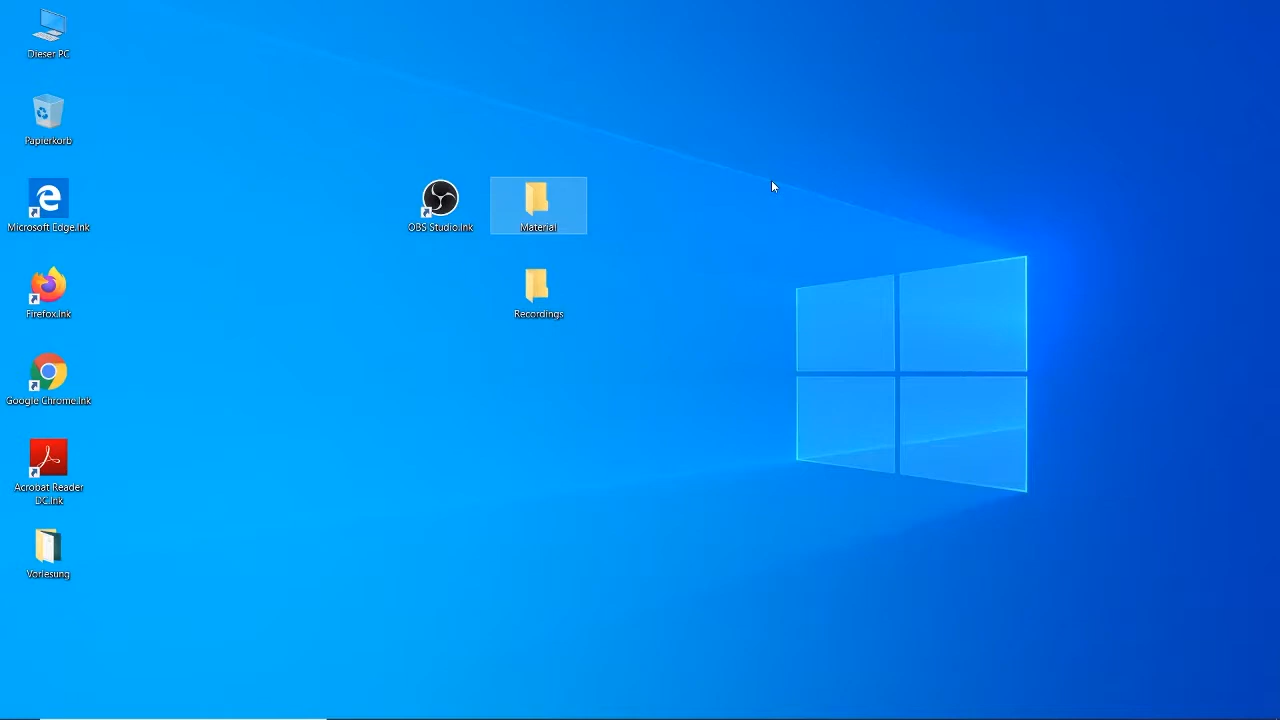 Dieser PC
Papierkorb
Microsoft Edge.lnk
OBS Studio.lnk
Material
Firefox.lnk
Recordings
Google Chrome.lnk
Acrobat Reader
DC.lnk
Vorlesung